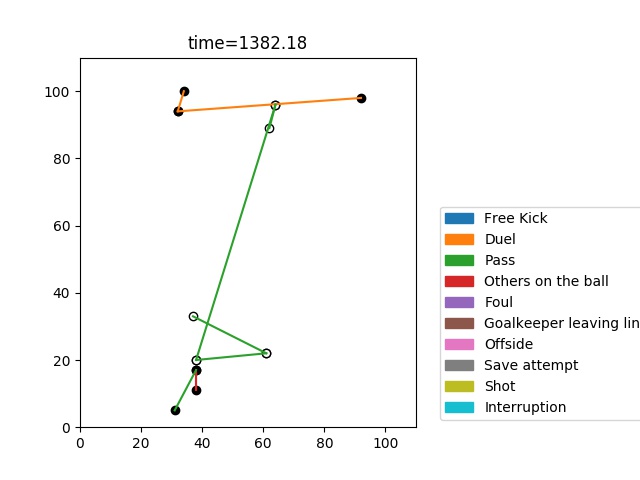 time=1382.18
100
80
60
40
20
0
0 20 40 60 80 100
Free Kick
Duel
Pass
Others on the ball
Foul
Goalkeeper leaving lin
Offside
Save attempt
Shot
Interruption